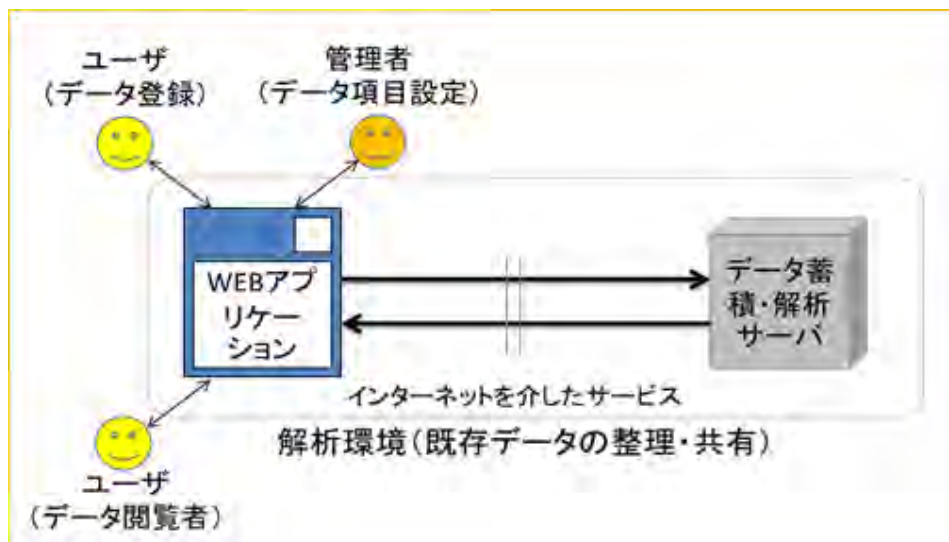 ユーザ
(データ登録)
管理者
(データ項目設定)
WEBアプ
リケー
ション
データ蓄
積・解析
サーバ
インターネットを介したサービス
解析環境(既存データの整理・共有)
ユーザ
(データ閲覧者)